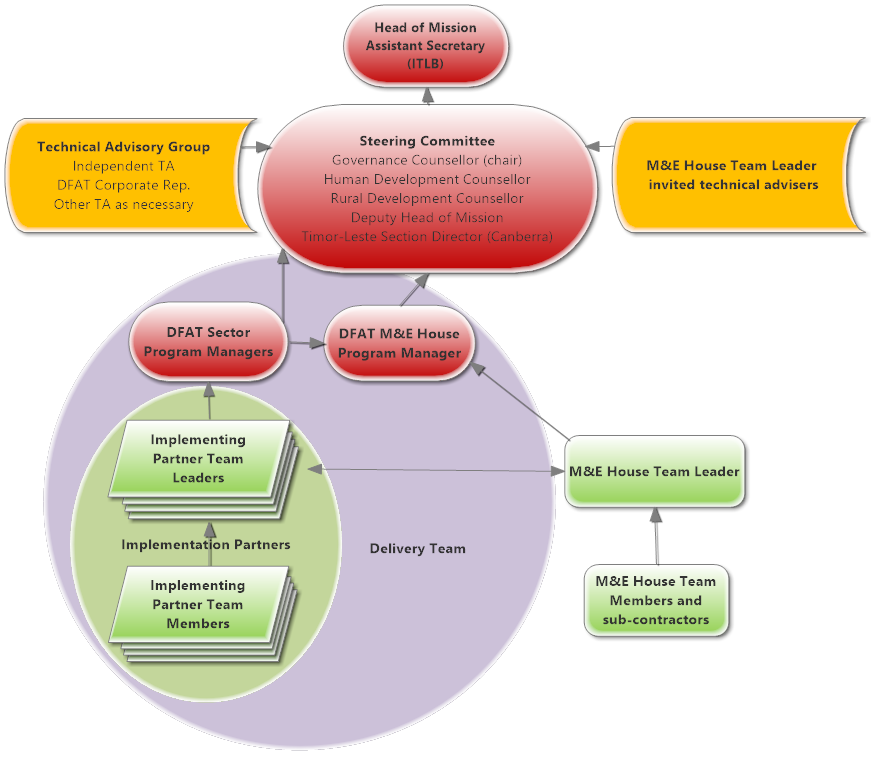 Head of Mission
Assistant Secretary
(ITLB)
Technical Advisory Group
Independent TA
DFAT Corporate Rep.
Other TA as necessary
Steering Committee
Governance Counsellor (chair)
Human Development Counsellor
Rural Development Counsellor
Deputy Head of Mission
Timor-Leste Section Director (Canberra)
M&E House Team Leader
invited technical advisers
DFAT Sector
Program Managers
DFAT M&E House
Program Manager
Implementing
Partner Team
Leaders
M&E House Team Leader
Implementation Partners
Delivery Team
Implementing
Partner Team
Members
M&E House Team
Members and
sub-contractors